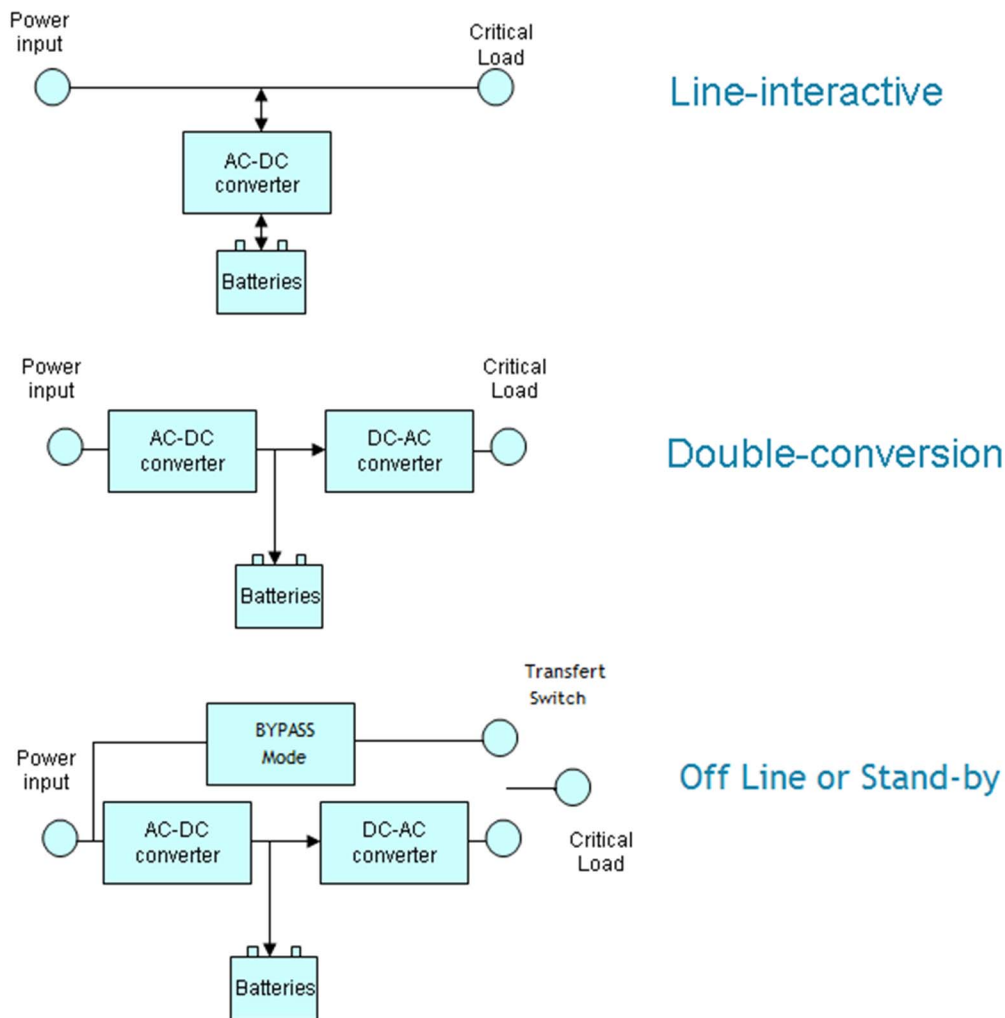 Power
input
Critical
Load
Line-interactive
AC-DC
converter
Batteries
Power
input
Critical
Load
AC-DC
converter
DC-AC
converter
Double-conversion
Batteries
Transfert
Switch
BYPASS
Mode
Power
input
Off Line or Stand-by
AC-DC
converter
DC-AC
converter
Critical
Load
Batteries